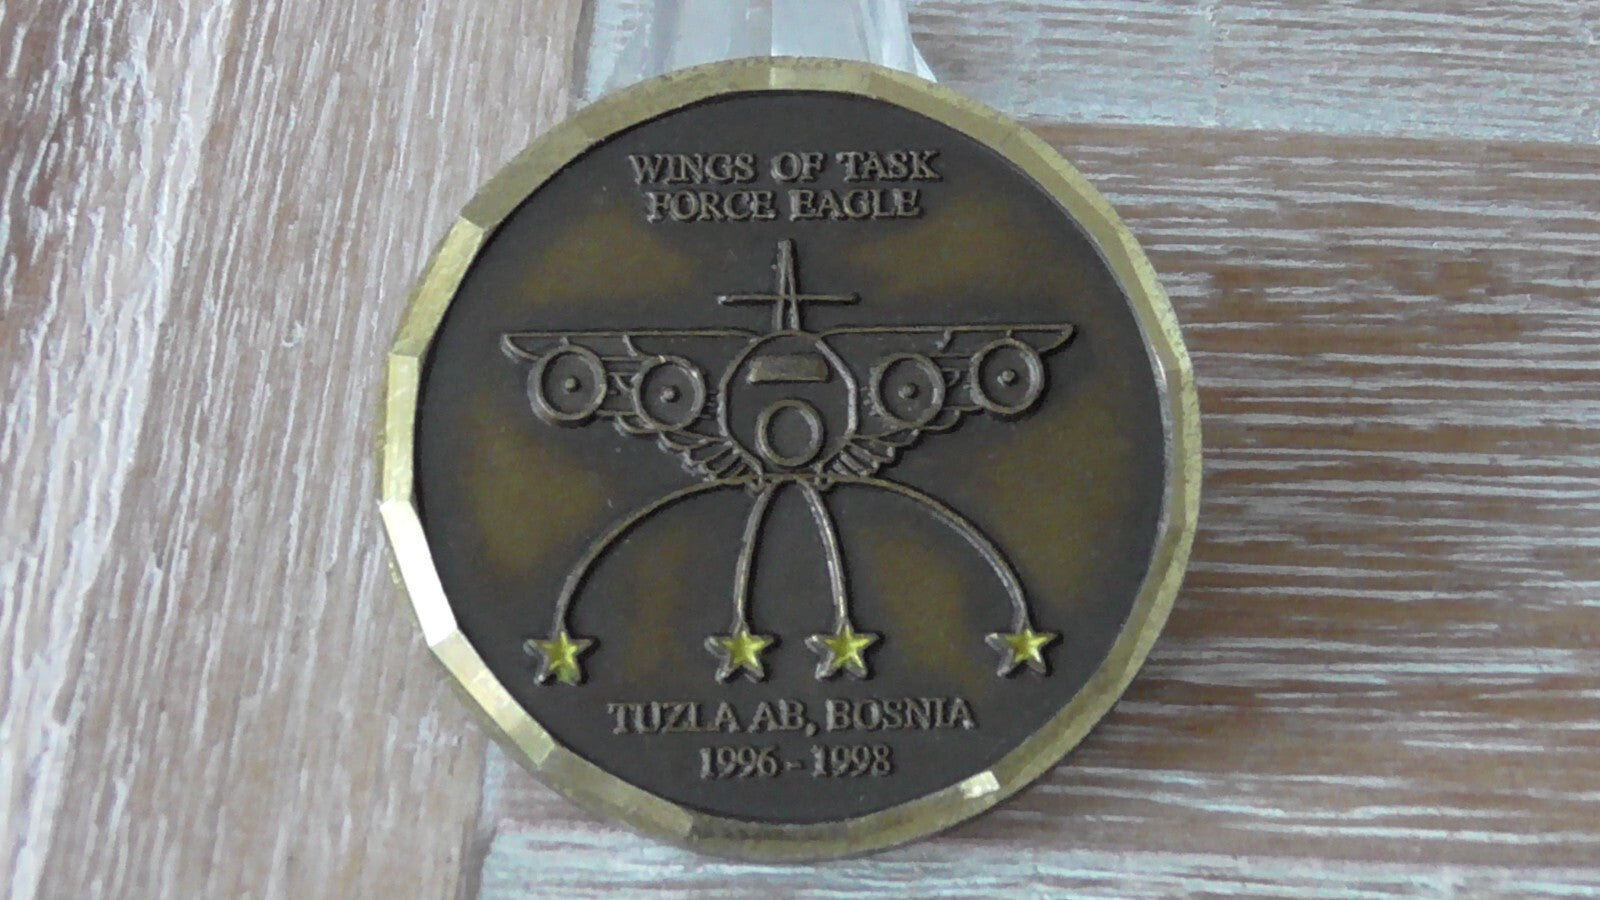 WINGS OF TASK
FORCE EAGLE
TUZLA AB, BOSNIA
1996 - 1998